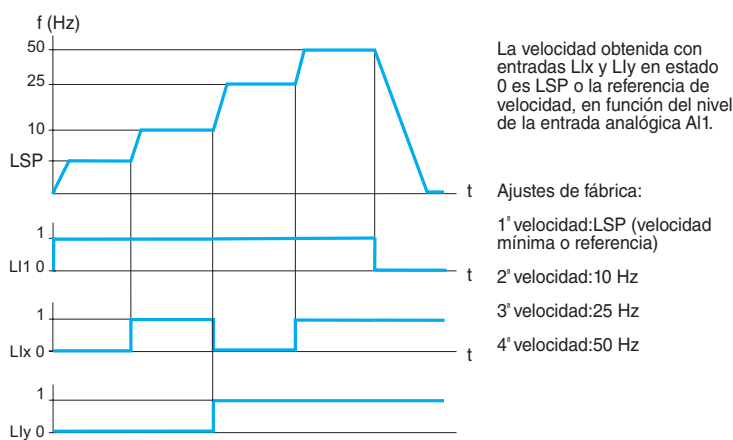 f (Hz)
50
25
10
LSP
t
1
LI1 0
t
1
LIx 0
t
1
LIy 0
La velocidad obtenida con
entradas LIx y LIy en estado
0 es LSP o la referencia de
velocidad, en función del nivel
de la entrada analógica AI1.
Ajustes de fábrica:
1ª velocidad:LSP (velocidad
mínima o referencia)
2ª velocidad:10 Hz
3ª velocidad:25 Hz
4ª velocidad:50 Hz